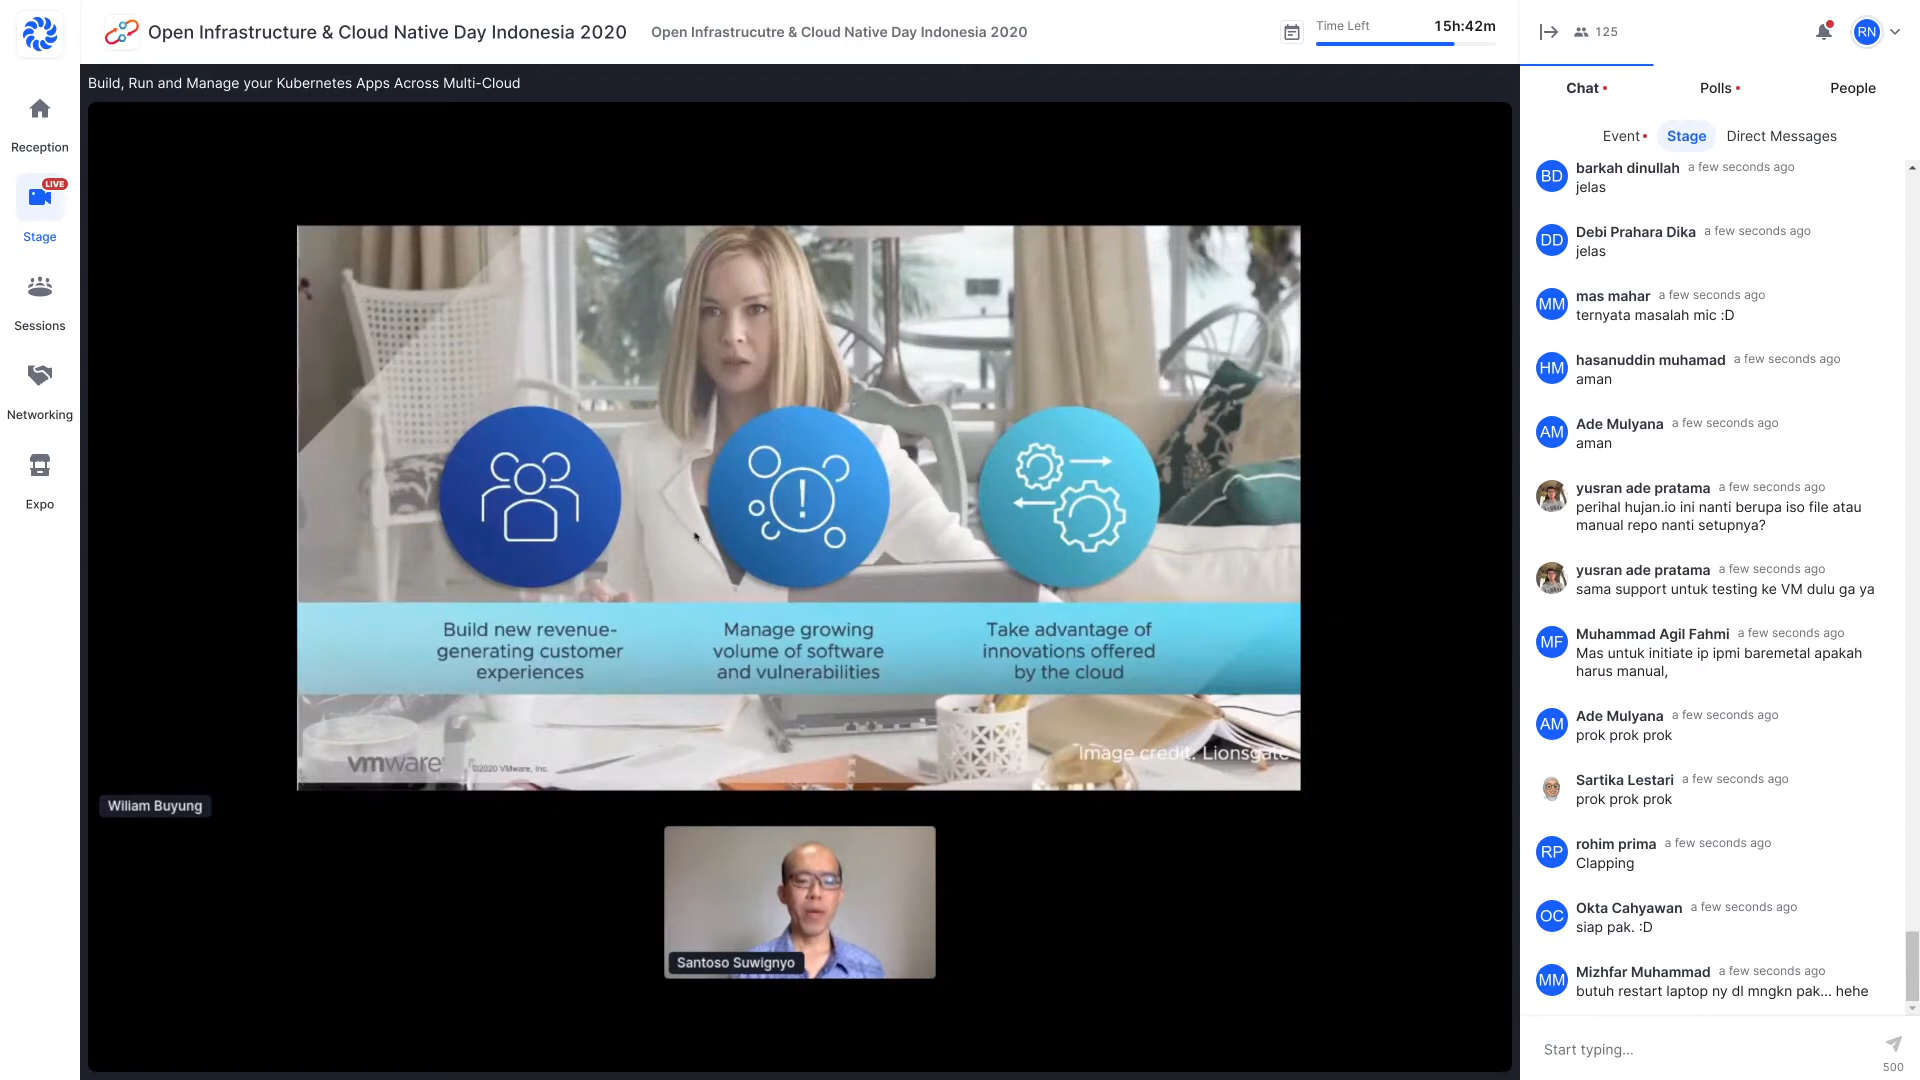 Open Infrastructure & Cloud Native Day Indonesia 2020
Open Infrastrucutre & Cloud Native Day Indonesia 2020
Time Left
15h:42m
125
RN
Reception
LIVE
Stage
Sessions
Networking
Expo
Build, Run and Manage your Kubernetes Apps Across Multi-Cloud
Build new revenue-
generating customer
experiences
Manage growing
volume of software
and vulnerabilities
Take advantage of
innovations offered
by the cloud
vmware
©2020 VMware, Inc.
Image credit: Lionsgate
Wiliam Buyung
Santoso Suwignyo
Chat
Polls
People
Event
Stage
Direct Messages
BD
barkah dinullah a few seconds ago
jelas
DD
Debi Prahara Dika a few seconds ago
jelas
MM
mas mahar a few seconds ago
ternyata masalah mic :D
HM
hasanuddin muhamad a few seconds ago
aman
AM
Ade Mulyana a few seconds ago
aman
yusran ade pratama a few seconds ago
perihal hujan.io ini nanti berupa iso file atau
manual repo nanti setupnya?
yusran ade pratama a few seconds ago
sama support untuk testing ke VM dulu ga ya
MF
Muhammad Agil Fahmi a few seconds ago
Mas untuk initiate ip ipmi baremetal apakah
harus manual,
AM
Ade Mulyana a few seconds ago
prok prok prok
Sartika Lestari a few seconds ago
prok prok prok
RP
rohim prima a few seconds ago
Clapping
OC
Okta Cahyawan a few seconds ago
siap pak. :D
MM
Mizhfar Muhammad a few seconds ago
butuh restart laptop ny dl mngkn pak... hehe
Start typing...
500